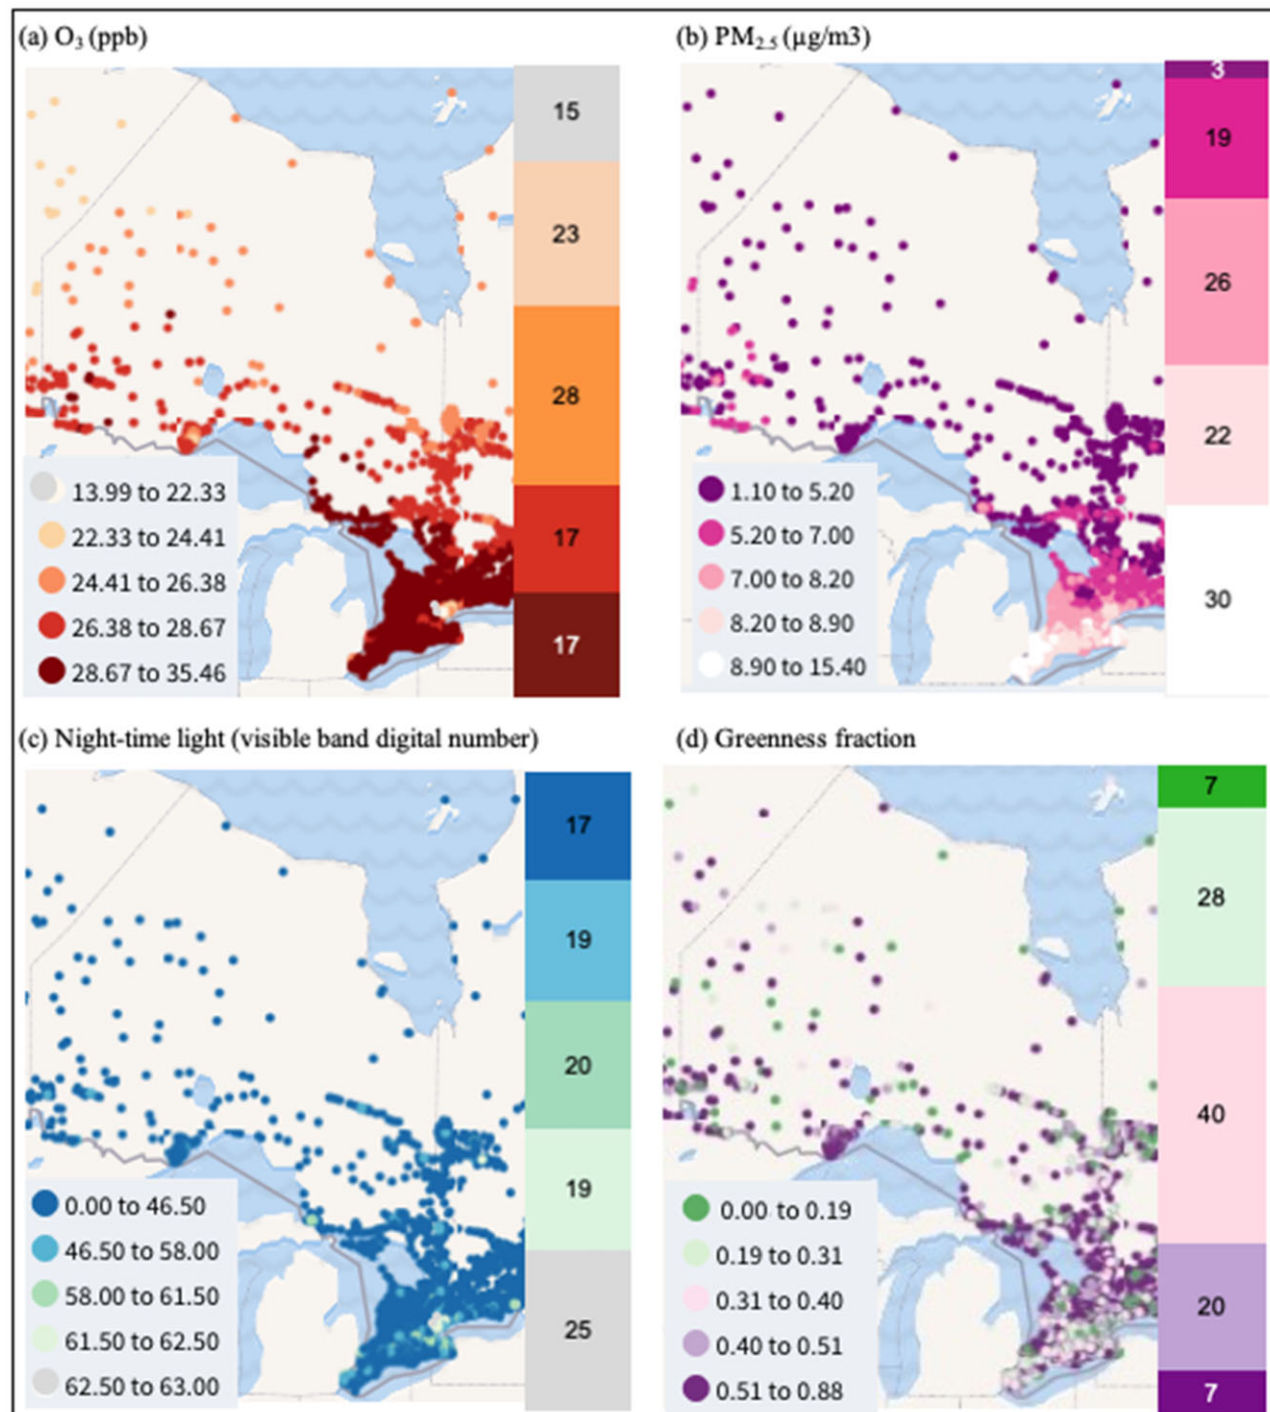 (a) O₃ (ppb)
15
23
28
17
17
13.99 to 22.33
22.33 to 24.41
24.41 to 26.38
26.38 to 28.67
28.67 to 35.46
(b) PM₂.₅ (µg/m3)
3
19
26
22
30
1.10 to 5.20
5.20 to 7.00
7.00 to 8.20
8.20 to 8.90
8.90 to 15.40
(c) Night-time light (visible band digital number)
17
19
20
19
25
0.00 to 46.50
46.50 to 58.00
58.00 to 61.50
61.50 to 62.50
62.50 to 63.00
(d) Greenness fraction
7
28
40
20
7
0.00 to 0.19
0.19 to 0.31
0.31 to 0.40
0.40 to 0.51
0.51 to 0.88